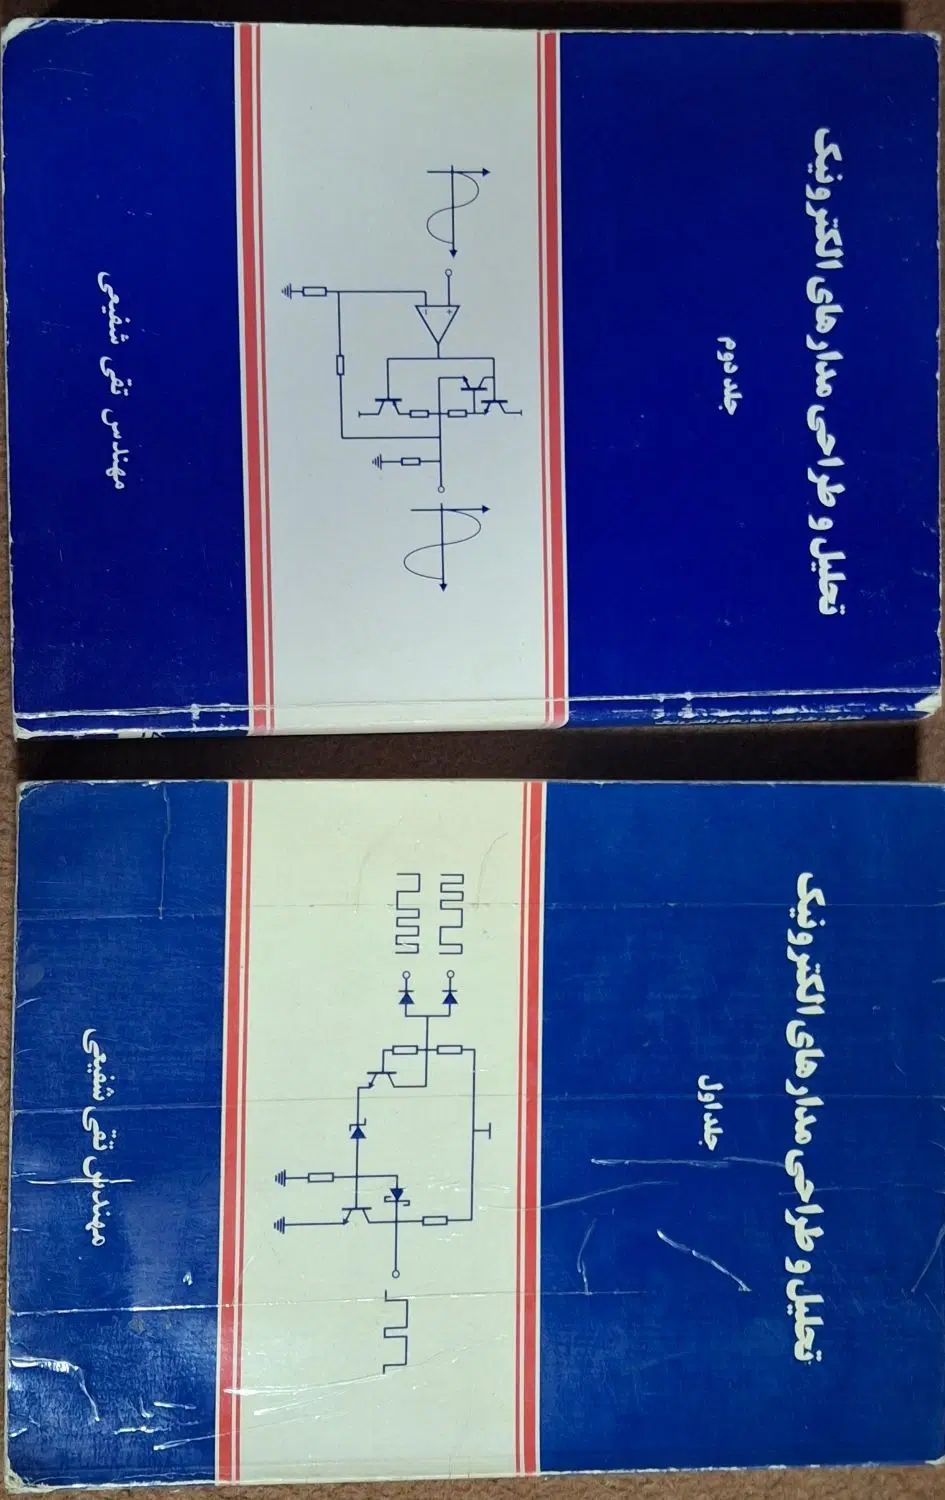 تحلیل و طراحی مدارهای الکترونیک
جلد دوم
مهندس تقی شفیعی
تحلیل و طراحی مدارهای الکترونیک
جلد اول
مهندس تقی شفیعی